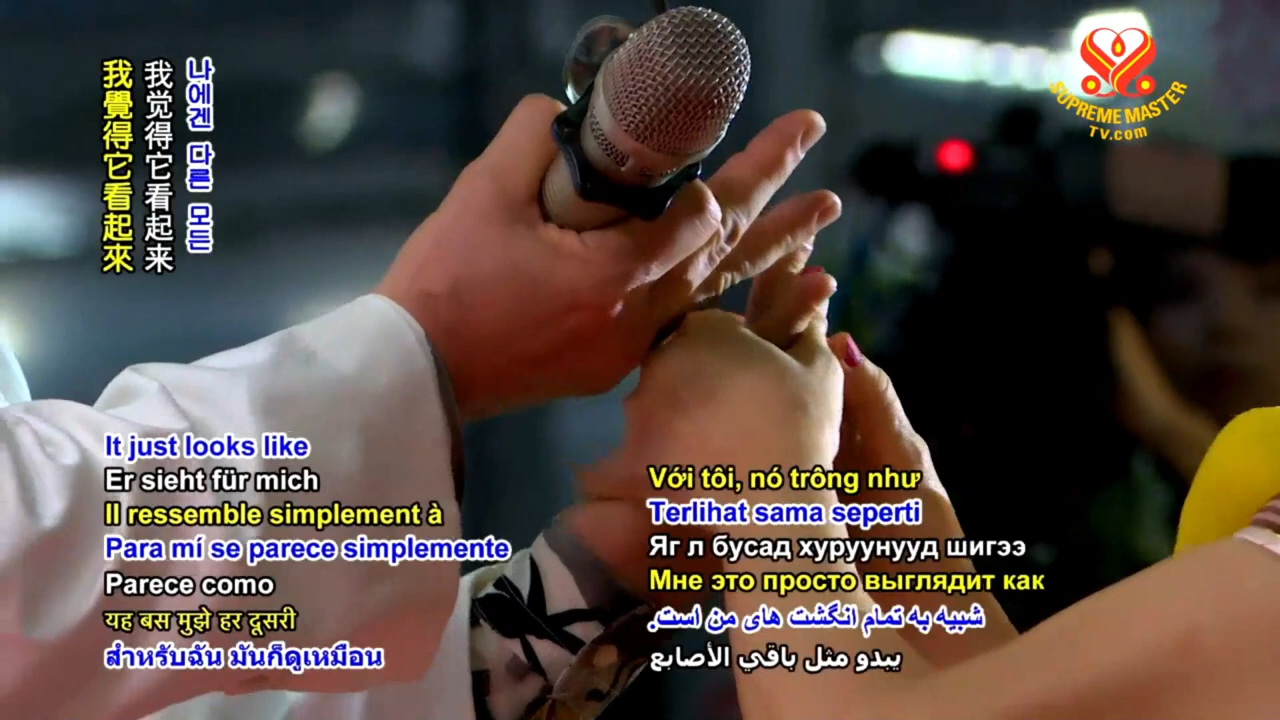 我覺得它看起來
我觉得它看起来
나에겐 다른 모든
SUPREME MASTER
TV.com
It just looks like
Er sieht für mich
Il ressemble simplement à
Para mí se parece simplemente
Parece como
यह बस मुझे हर दूसरी
สำหรับฉัน มันก็ดูเหมือน
Với tôi, nó trông như
Terlihat sama seperti
Яг л бусад хуруунууд шигээ
Мне это просто выглядит как
شبیه به تمام انگشت های من است.
يبدو مثل باقي الأصابع